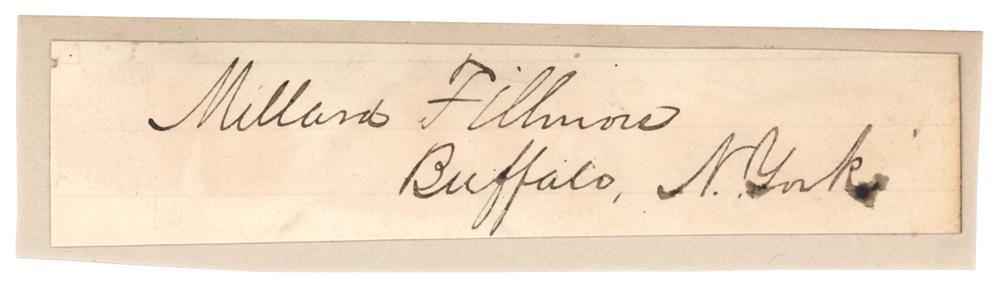 Millard Fillmore
Buffalo, N. York